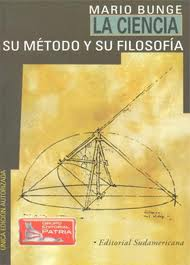 MARIO BUNGE
LA CIENCIA
SU MÉTODO Y SU FILOSOFÍA
ÚNICA EDICIÓN AUTORIZADA
GRUPO
EDITORIAL
PATRIA
• Editorial Sudamericana